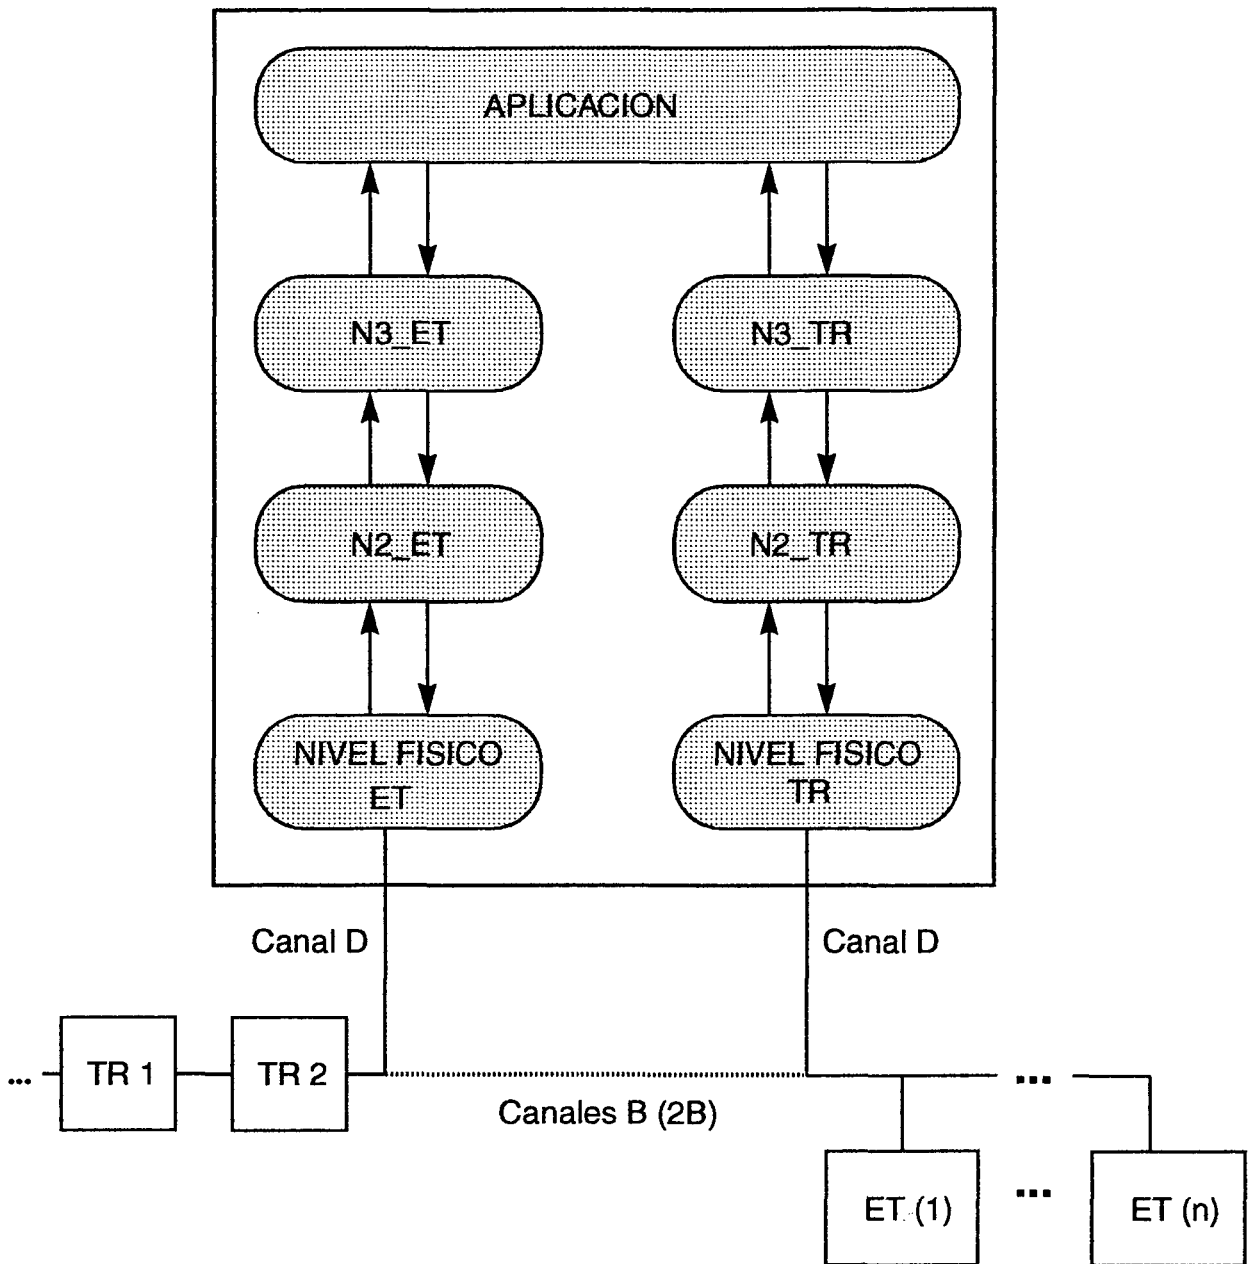 APLICACION
N3_ET
N3_TR
N2_ET
N2_TR
NIVEL FISICO
ET
NIVEL FISICO
TR
Canal D
Canal D
... TR 1
TR 2
Canales B (2B)
...
ET (1)
...
ET (n)